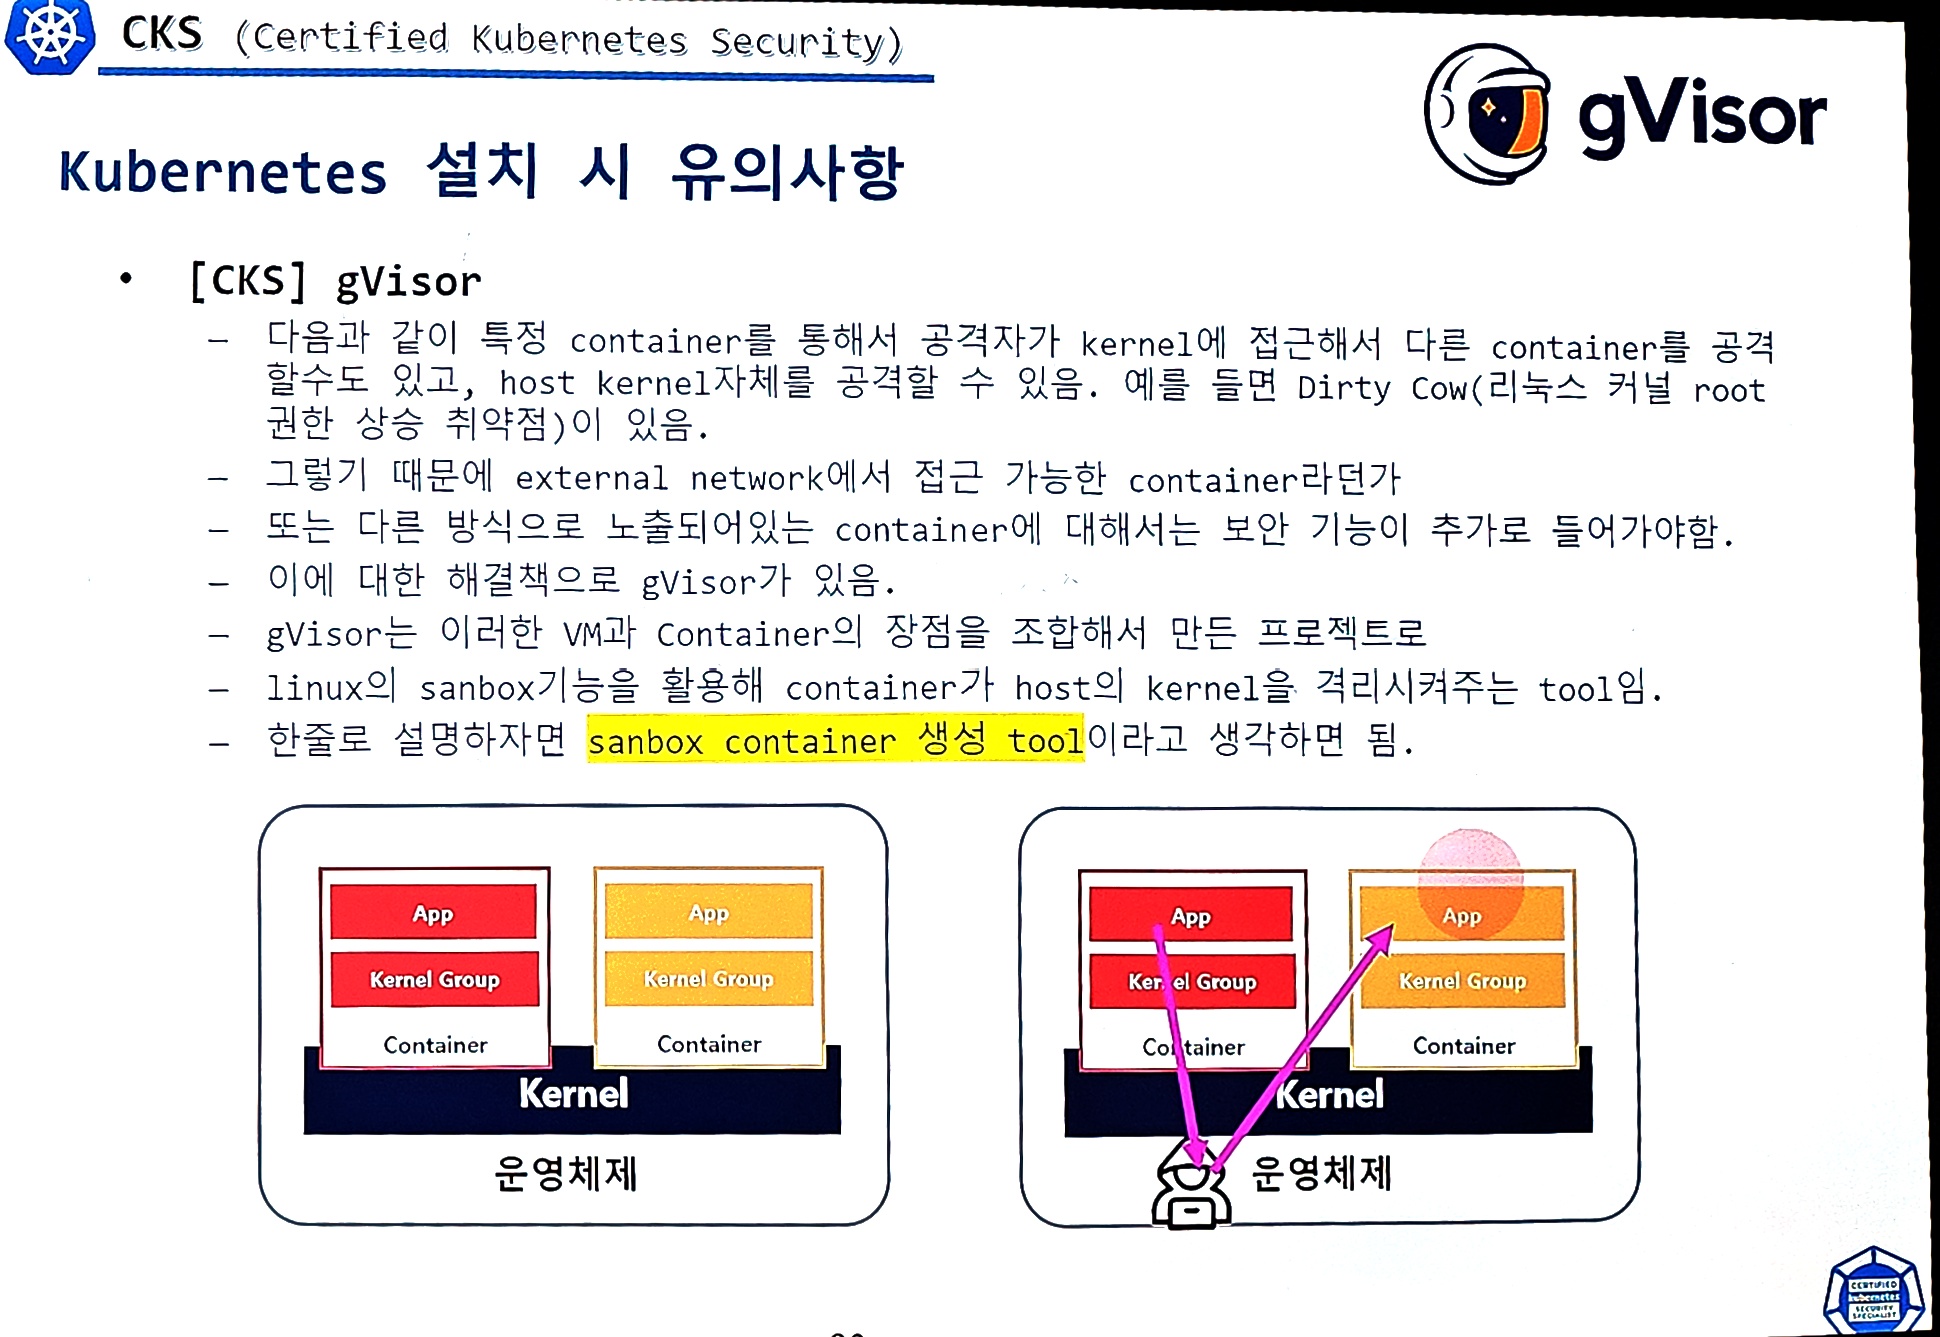 CKS (Certified Kubernetes Security)
gVisor
Kubernetes 설치 시 유의사항
• [CKS] gVisor
– 다음과 같이 특정 container를 통해서 공격자가 kernel에 접근해서 다른 container를 공격
할수도 있고, host kernel자체를 공격할 수 있음. 예를 들면 Dirty Cow(리눅스 커널 root
권한 상승 취약점)이 있음.
– 그렇기 때문에 external network에서 접근 가능한 container라던가
– 또는 다른 방식으로 노출되어있는 container에 대해서는 보안 기능이 추가로 들어가야함.
– 이에 대한 해결책으로 gVisor가 있음.
– gVisor는 이러한 VM과 Container의 장점을 조합해서 만든 프로젝트로
– linux의 sanbox기능을 활용해 container가 host의 kernel을 격리시켜주는 tool임.
– 한줄로 설명하자면 sanbox container 생성 tool이라고 생각하면 됨.
App
Kernel Group
Container
App
Kernel Group
Container
Kernel
운영체제
App
Kernel Group
Container
App
Kernel Group
Container
Kernel
운영체제
CERTIFIED
kubernetes
SECURITY
SPECIALIST